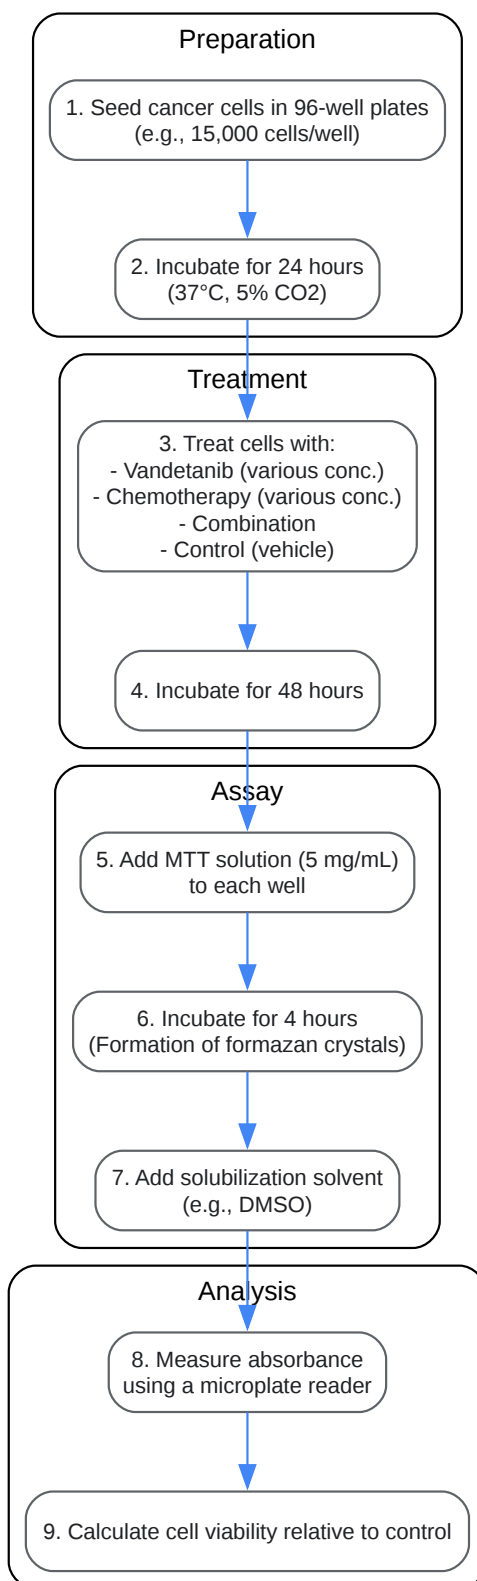 Preparation
1. Seed cancer cells in 96-well plates
(e.g., 15,000 cells/well)
2. Incubate for 24 hours
(37°C, 5% CO2)
Treatment
3. Treat cells with:
- Vandetanib (various conc.)
- Chemotherapy (various conc.)
- Combination
- Control (vehicle)
4. Incubate for 48 hours
Assay
5. Add MTT solution (5 mg/mL)
to each well
6. Incubate for 4 hours
(Formation of formazan crystals)
7. Add solubilization solvent
(e.g., DMSO)
Analysis
8. Measure absorbance
using a microplate reader
9. Calculate cell viability relative to control